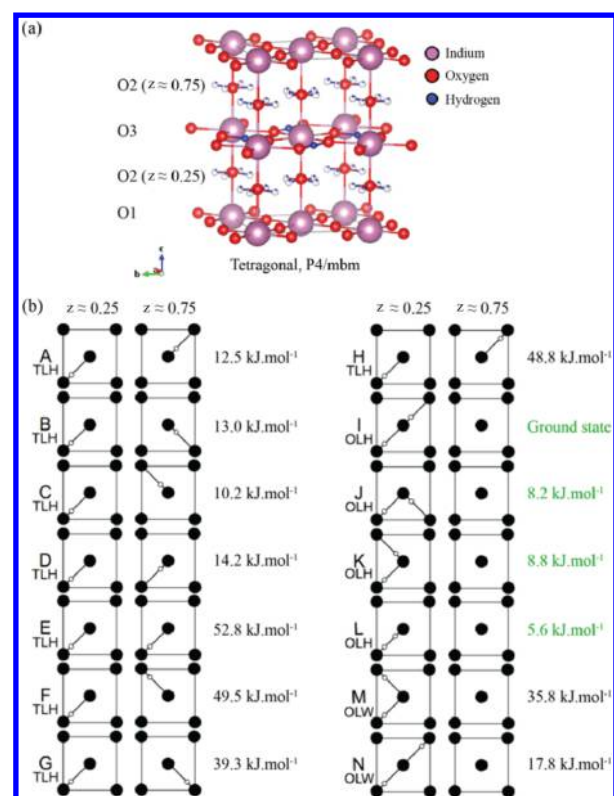 (a)
Indium
Oxygen
Hydrogen
O2 (z ≈ 0.75)
O3
O2 (z ≈ 0.25)
O1
c
b
Tetragonal, P4/mbm
(b)
z ≈ 0.25 z ≈ 0.75
A
TLH
12.5 kJ.mol⁻¹
B
TLH
13.0 kJ.mol⁻¹
C
TLH
10.2 kJ.mol⁻¹
D
TLH
14.2 kJ.mol⁻¹
E
TLH
52.8 kJ.mol⁻¹
F
TLH
49.5 kJ.mol⁻¹
G
TLH
39.3 kJ.mol⁻¹
z ≈ 0.25 z ≈ 0.75
H
TLH
48.8 kJ.mol⁻¹
I
OLH
Ground state
J
OLH
8.2 kJ.mol⁻¹
K
OLH
8.8 kJ.mol⁻¹
L
OLH
5.6 kJ.mol⁻¹
M
OLW
35.8 kJ.mol⁻¹
N
OLW
17.8 kJ.mol⁻¹